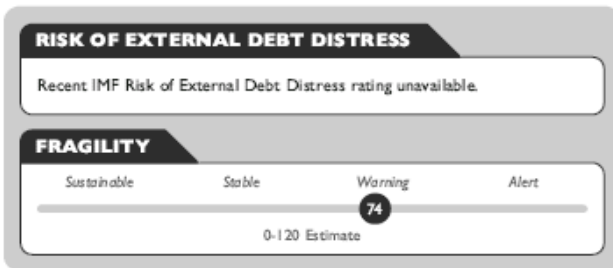 RISK OF EXTERNAL DEBT DISTRESS
Recent IMF Risk of External Debt Distress rating unavailable.
FRAGILITY
Sustainable Stable Warning Alert
74
0-120 Estimate